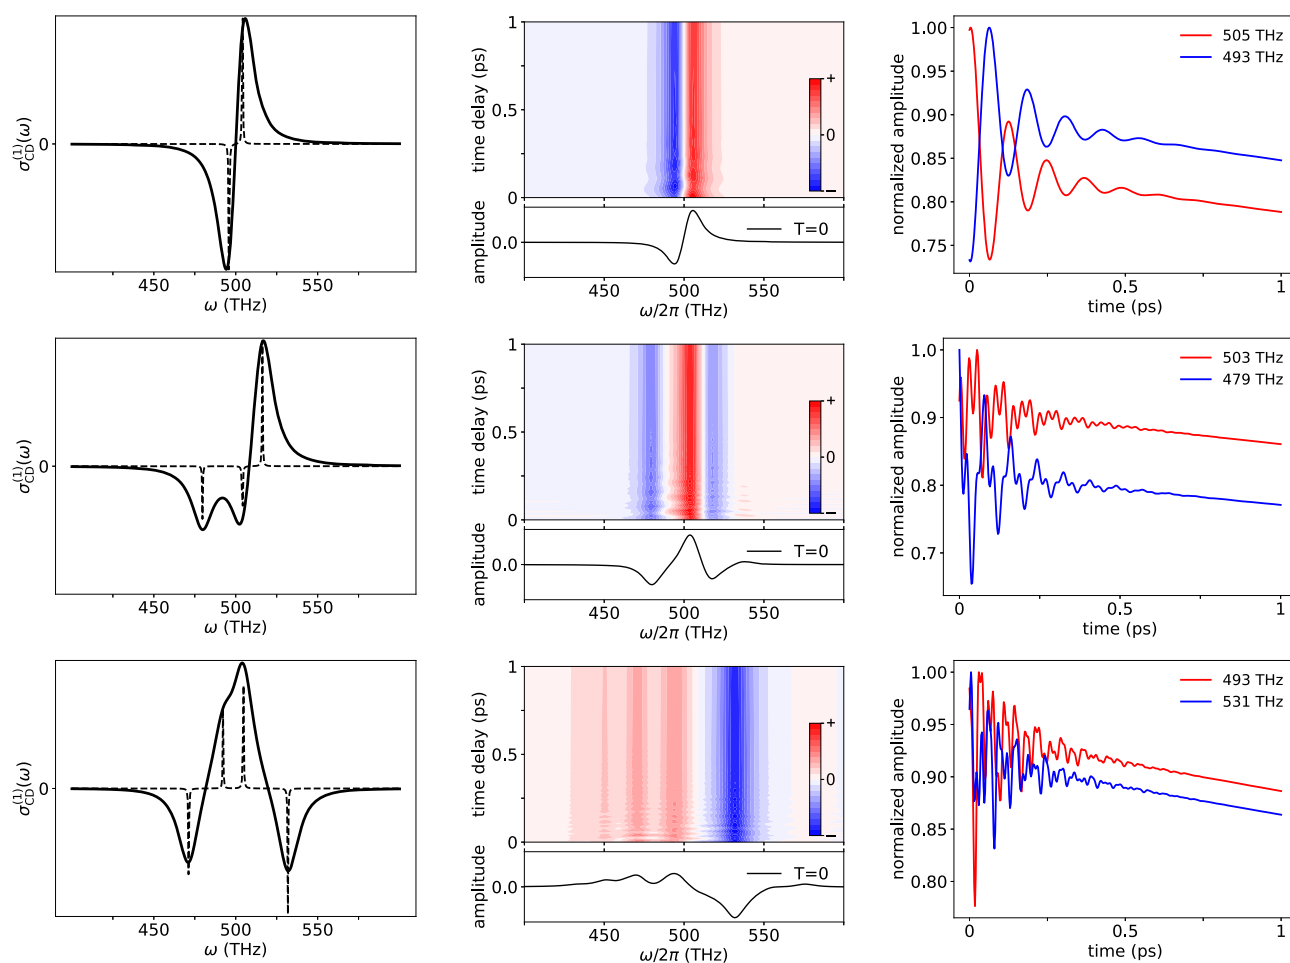 σ_CD^(1)(ω)
0
450
500
550
ω (THz)
time delay (ps)
1
0.5
0
+
0
−
amplitude
0.0
T=0
450
500
550
ω/2π (THz)
normalized amplitude
1.00
0.95
0.90
0.85
0.80
0.75
505 THz
493 THz
0
0.5
1
time (ps)
σ_CD^(1)(ω)
0
450
500
550
ω (THz)
time delay (ps)
1
0.5
0
+
0
−
amplitude
0.0
T=0
450
500
550
ω/2π (THz)
normalized amplitude
1.0
0.9
0.8
0.7
503 THz
479 THz
0
0.5
1
time (ps)
σ_CD^(1)(ω)
0
450
500
550
ω (THz)
time delay (ps)
1
0.5
0
+
0
−
amplitude
0.0
T=0
450
500
550
ω/2π (THz)
normalized amplitude
1.00
0.95
0.90
0.85
0.80
493 THz
531 THz
0
0.5
1
time (ps)